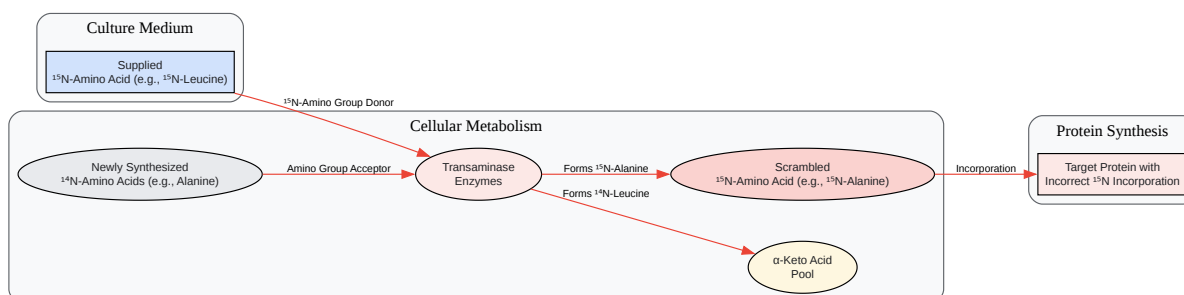 Culture Medium
Supplied
¹⁵N-Amino Acid (e.g., ¹⁵N-Leucine)
¹⁵N-Amino Group Donor
Cellular Metabolism
Newly Synthesized
¹⁴N-Amino Acids (e.g., Alanine)
Amino Group Acceptor
Transaminase
Enzymes
Forms ¹⁵N-Alanine
Forms ¹⁴N-Leucine
Scrambled
¹⁵N-Amino Acid (e.g., ¹⁵N-Alanine)
α-Keto Acid
Pool
Incorporation
Protein Synthesis
Target Protein with
Incorrect ¹⁵N Incorporation